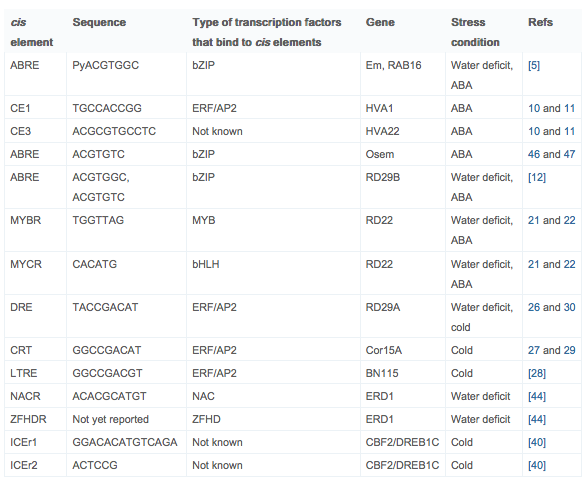 cis element Sequence Type of transcription factors that bind to cis elements Gene Stress condition Refs
ABRE PyACGTGGC bZIP Em, RAB16 Water deficit, ABA [5]
CE1 TGCCACCGG ERF/AP2 HVA1 ABA 10 and 11
CE3 ACGCGTGCCTC Not known HVA22 ABA 10 and 11
ABRE ACGTGTC bZIP Osem ABA 46 and 47
ABRE ACGTGGC, ACGTGTC bZIP RD29B Water deficit, ABA [12]
MYBR TGGTTAG MYB RD22 Water deficit, ABA 21 and 22
MYCR CACATG bHLH RD22 Water deficit, ABA 21 and 22
DRE TACCGACAT ERF/AP2 RD29A Water deficit, cold 26 and 30
CRT GGCCGACAT ERF/AP2 Cor15A Cold 27 and 29
LTRE GGCCGACGT ERF/AP2 BN115 Cold [28]
NACR ACACGCATGT NAC ERD1 Water deficit [44]
ZFHDR Not yet reported ZFHD ERD1 Water deficit [44]
ICEr1 GGACACATGTCAGA Not known CBF2/DREB1C Cold [40]
ICEr2 ACTCCG Not known CBF2/DREB1C Cold [40]